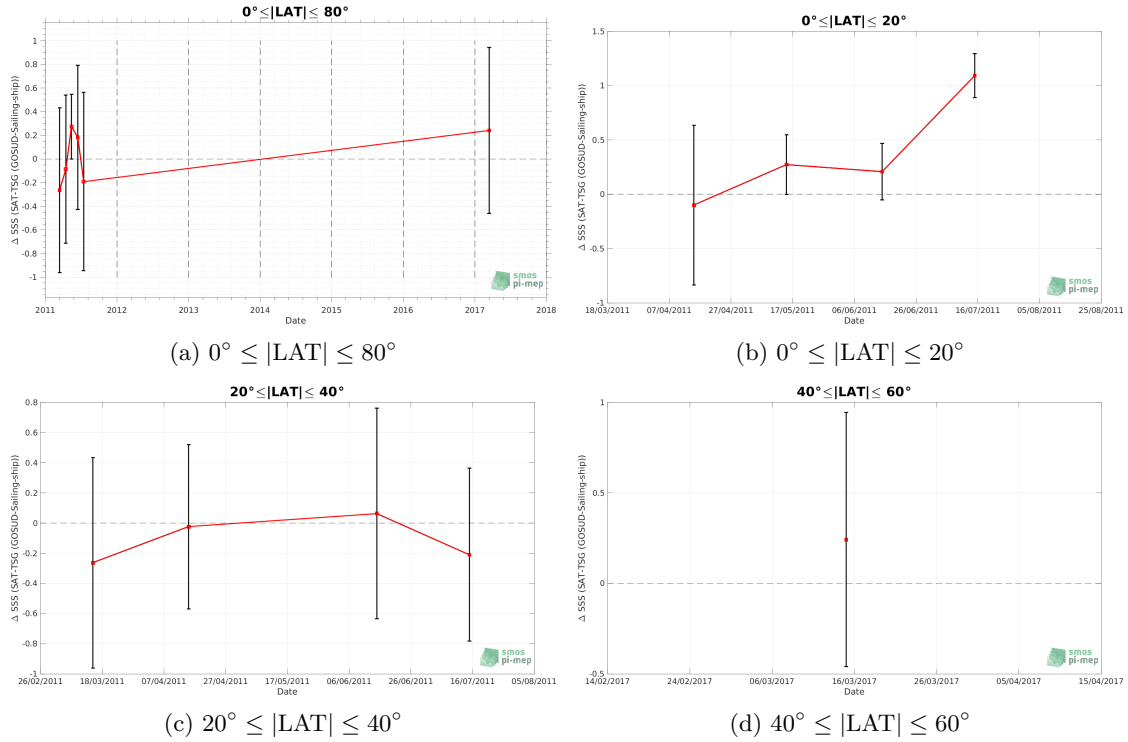 0°≤|LAT|≤ 80°
Δ SSS (SAT-TSG (GOSUD-Sailing-ship))
1
0.8
0.6
0.4
0.2
0
-0.2
-0.4
-0.6
-0.8
-1
2011 2012 2013 2014 2015 2016 2017 2018
Date
smos
pi-mep
(a) 0° ≤ |LAT| ≤ 80°
0°≤|LAT|≤ 20°
Δ SSS (SAT-TSG (GOSUD-Sailing-ship))
1.5
1
0.5
0
-0.5
-1
18/03/2011 07/04/2011 27/04/2011 17/05/2011 06/06/2011 26/06/2011 16/07/2011 05/08/2011 25/08/2011
Date
smos
pi-mep
(b) 0° ≤ |LAT| ≤ 20°
20°≤|LAT|≤ 40°
Δ SSS (SAT-TSG (GOSUD-Sailing-ship))
0.8
0.6
0.4
0.2
0
-0.2
-0.4
-0.6
-0.8
-1
26/02/2011 18/03/2011 07/04/2011 27/04/2011 17/05/2011 06/06/2011 26/06/2011 16/07/2011 05/08/2011
Date
smos
pi-mep
(c) 20° ≤ |LAT| ≤ 40°
40°≤|LAT|≤ 60°
Δ SSS (SAT-TSG (GOSUD-Sailing-ship))
1
0.5
0
-0.5
14/02/2017 24/02/2017 06/03/2017 16/03/2017 26/03/2017 05/04/2017 15/04/2017
Date
smos
pi-mep
(d) 40° ≤ |LAT| ≤ 60°